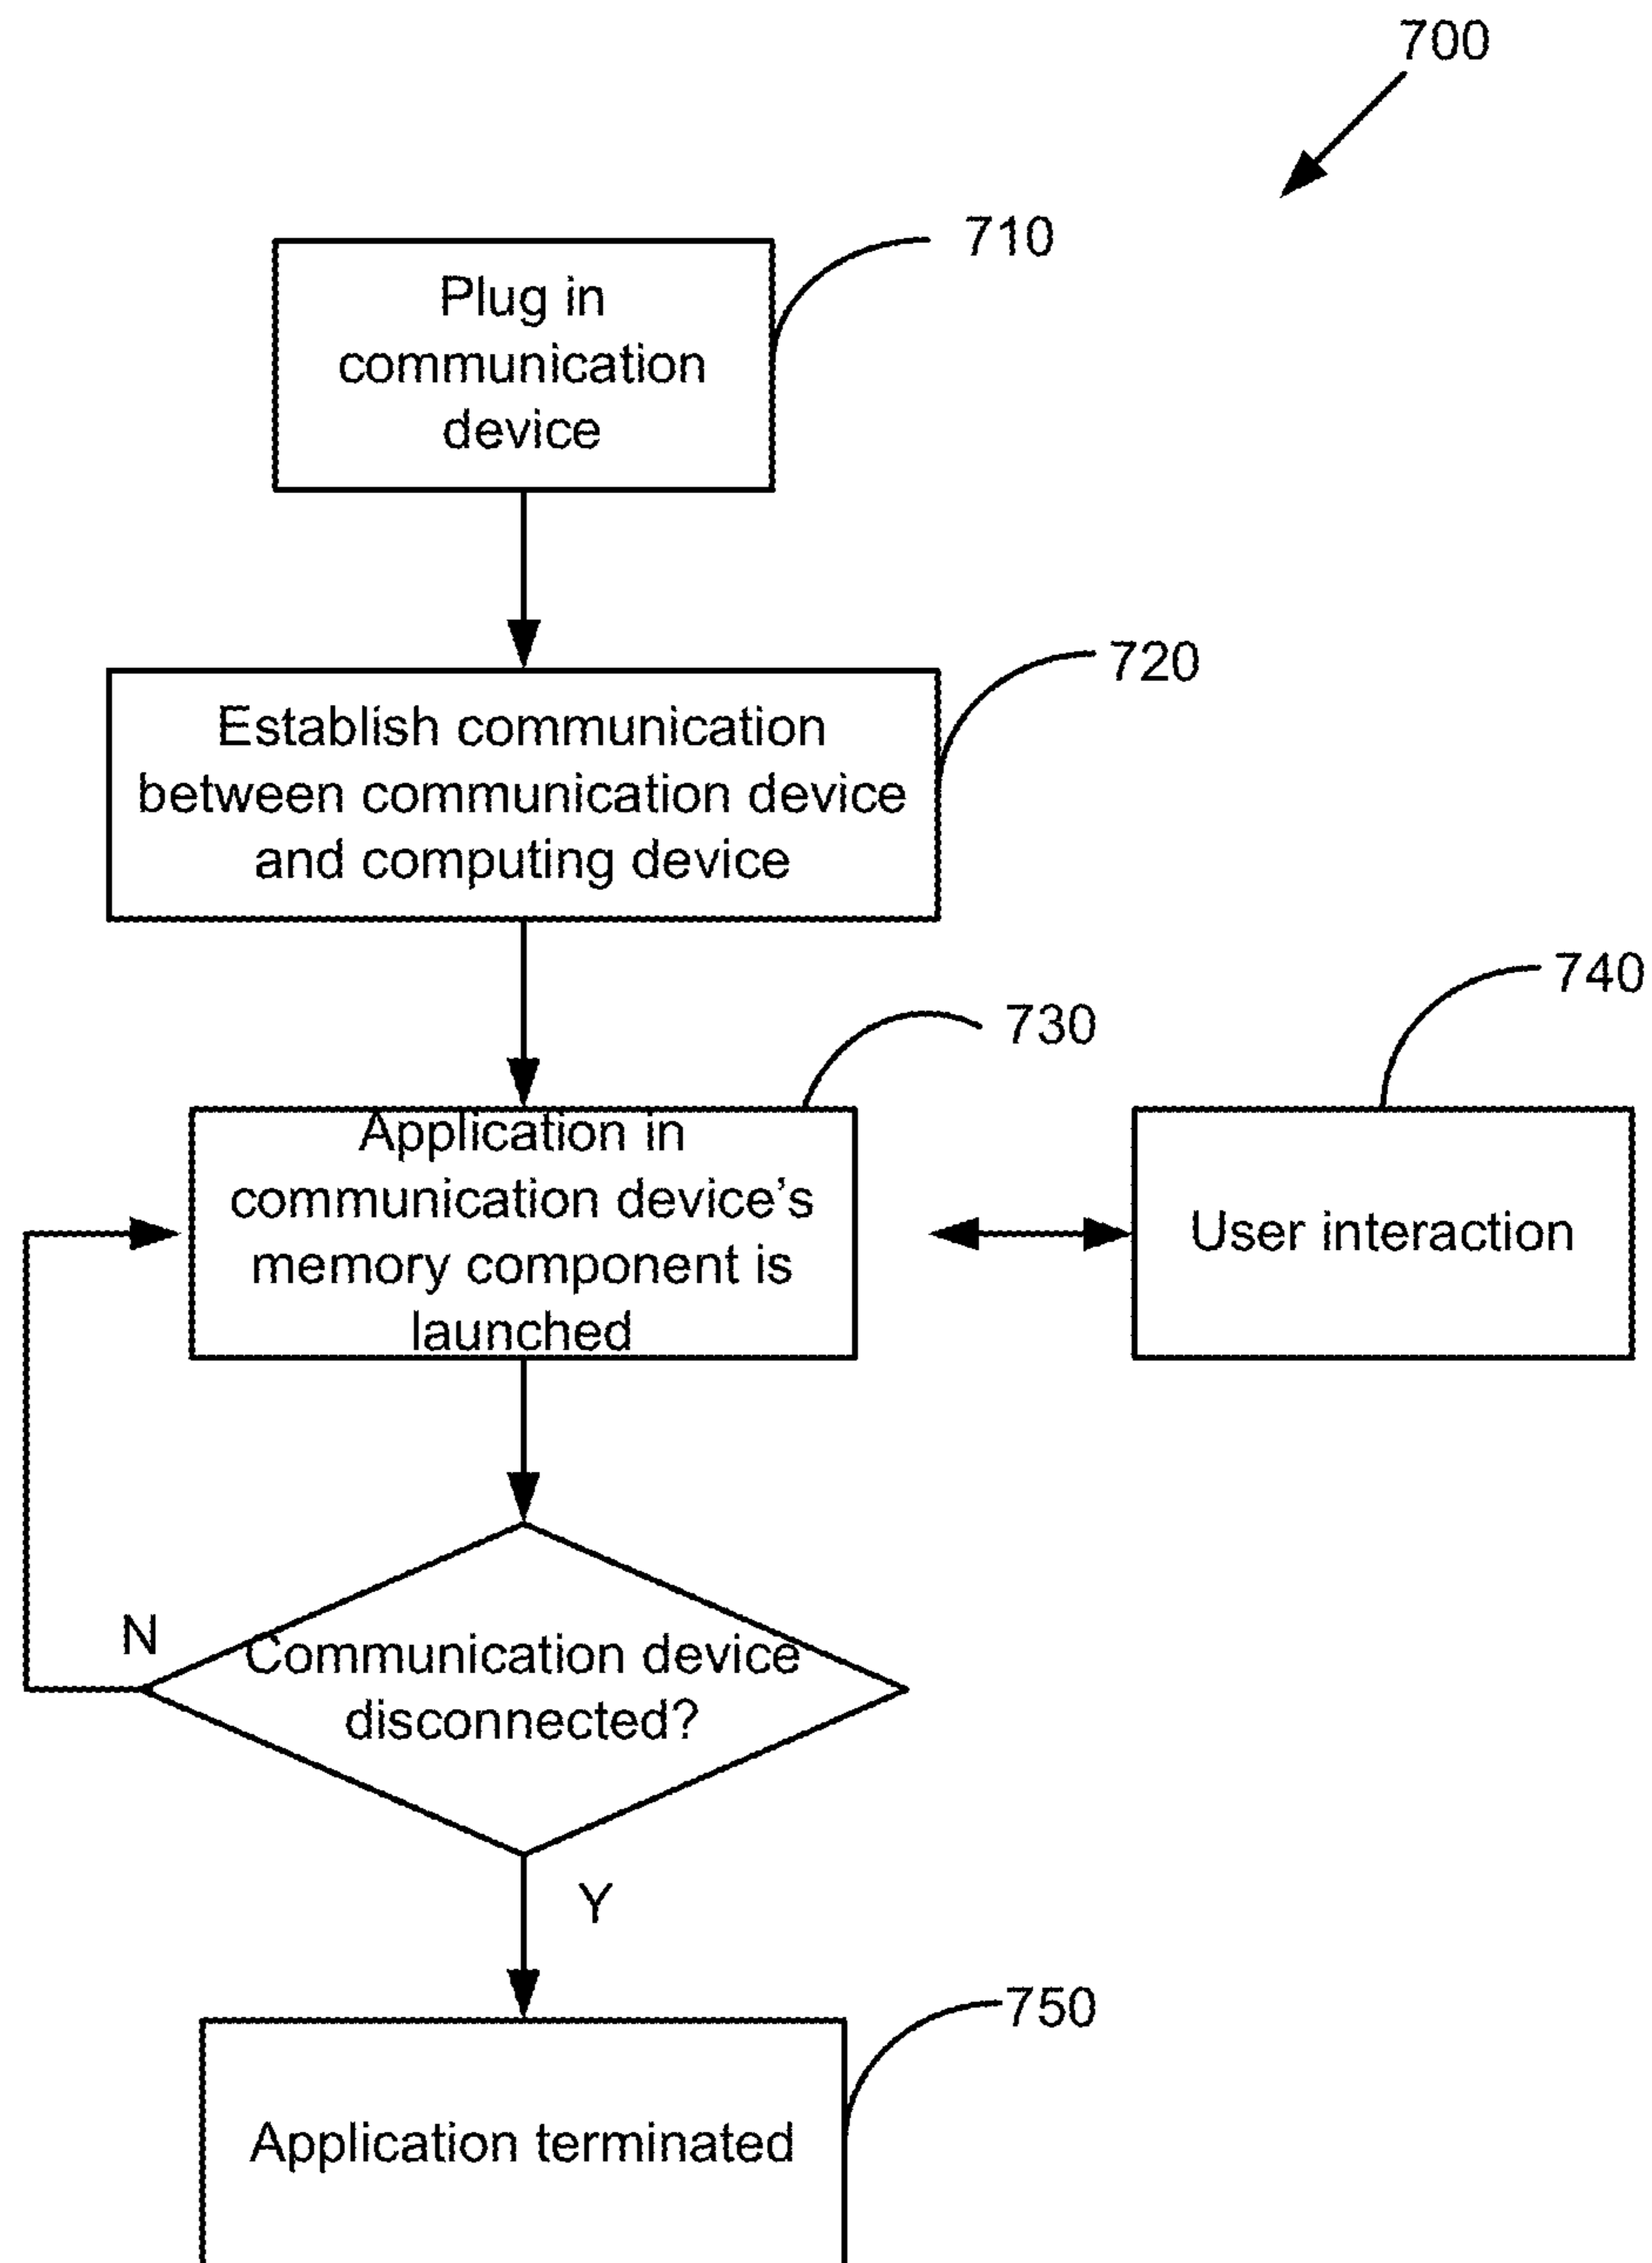 700
710
Plug in
communication
device
720
Establish communication
between communication device
and computing device
740
730
Application in
communication device's
memory component is
launched
User interaction
N
Communication device
disconnected?
Y
750
Application terminated